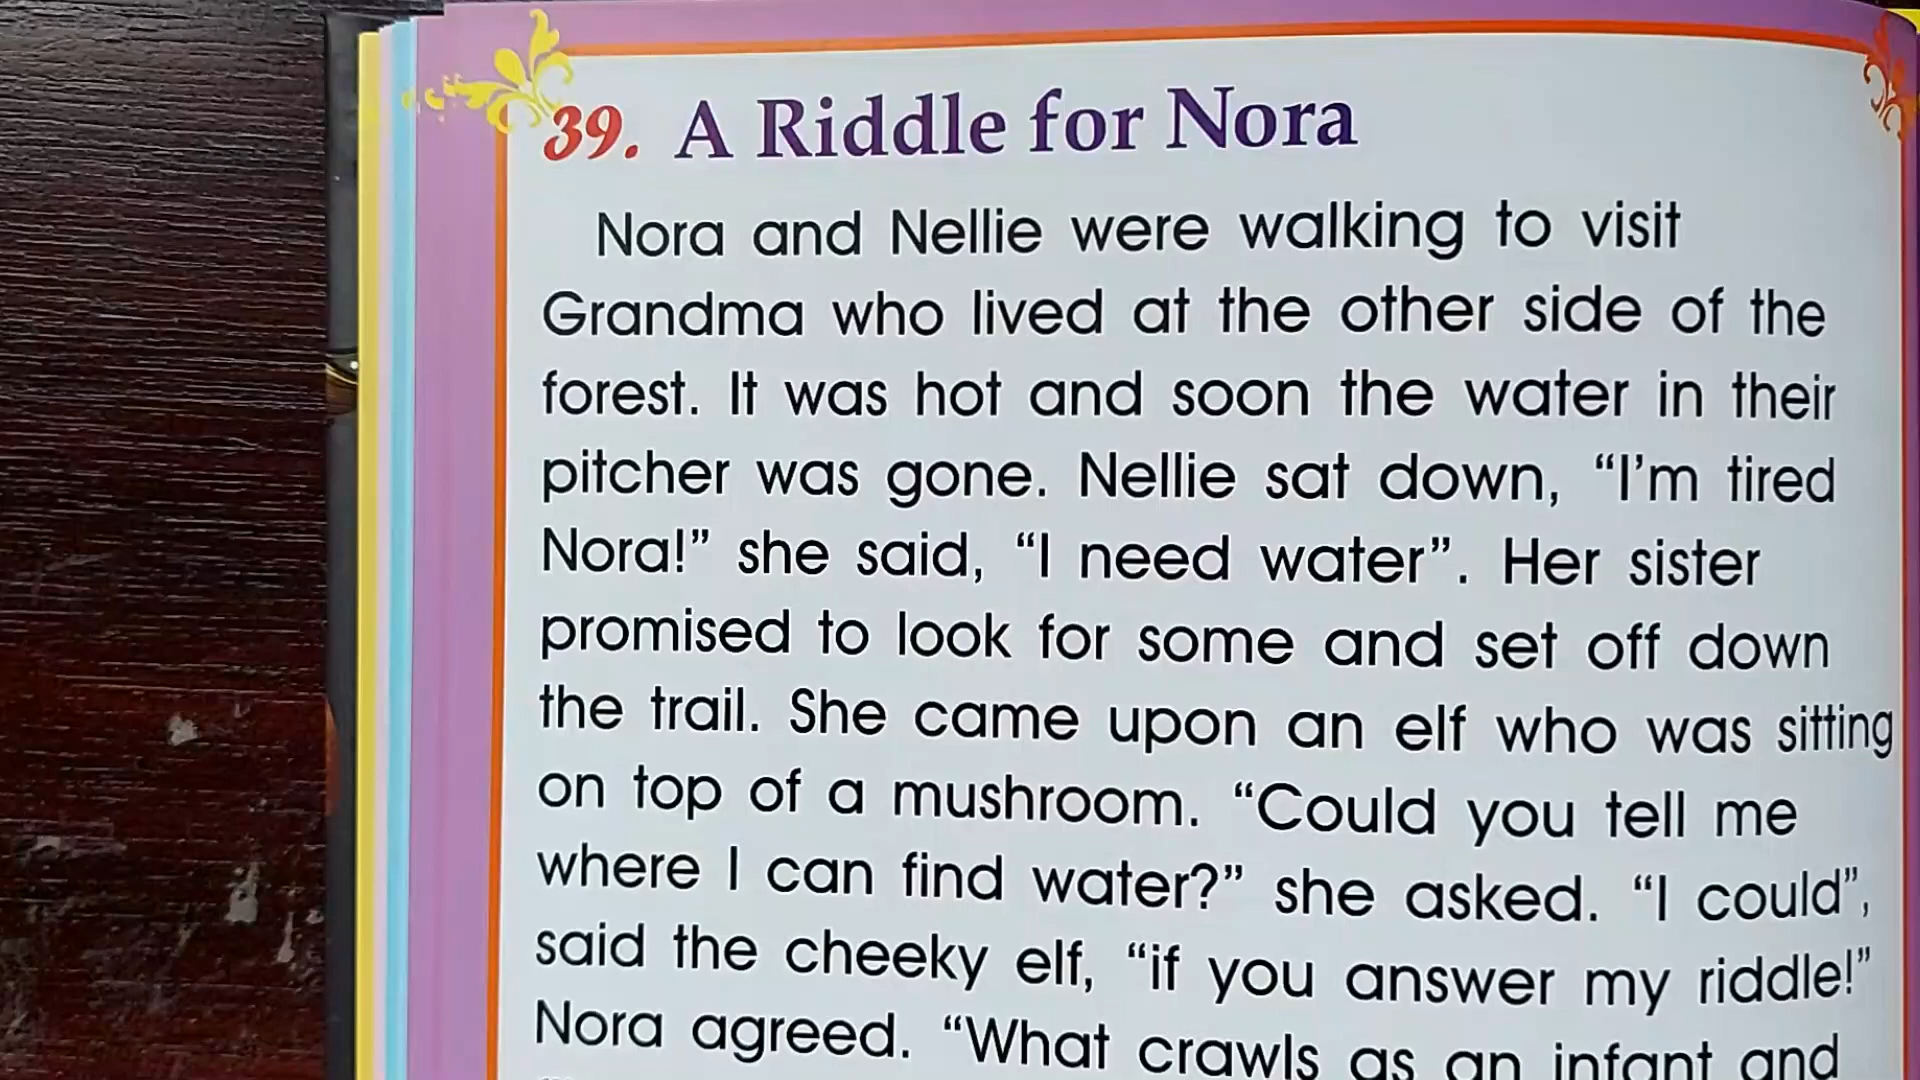 39. A Riddle for Nora
Nora and Nellie were walking to visit
Grandma who lived at the other side of the
forest. It was hot and soon the water in their
pitcher was gone. Nellie sat down, “I’m tired
Nora!” she said, “I need water”. Her sister
promised to look for some and set off down
the trail. She came upon an elf who was sitting
on top of a mushroom. “Could you tell me
where I can find water?” she asked. “I could”,
said the cheeky elf, “if you answer my riddle!”
Nora agreed. “What crawls as an infant and